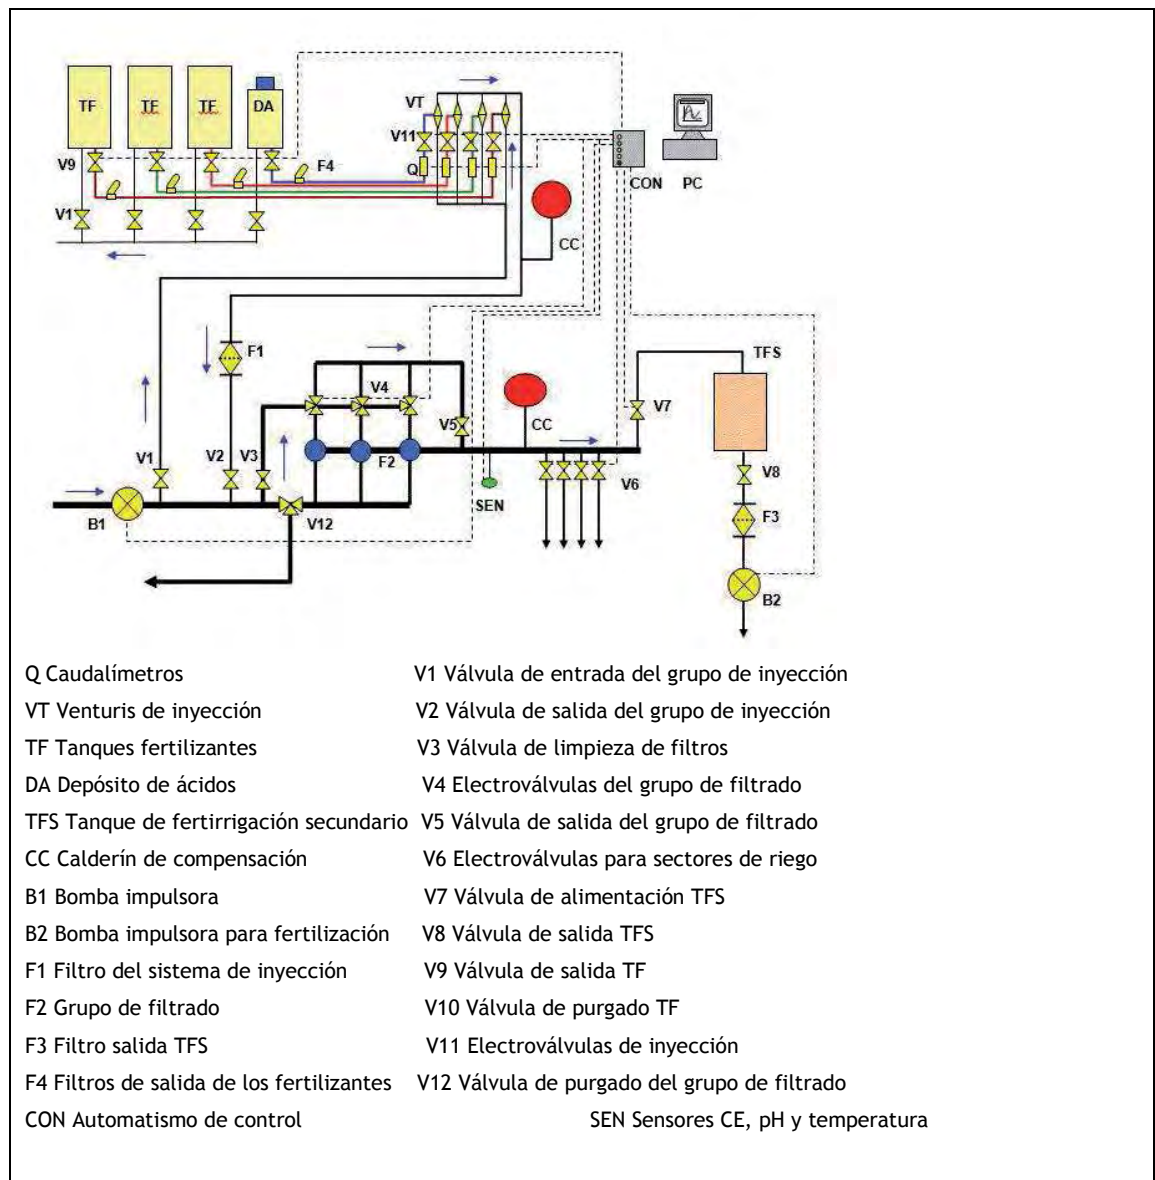 TF TF TF DA
VT
V11
V9 F4 Q
CON PC
V1
CC
F1
TFS
V4
V7
V5 CC
V1 V2 V3 F2 V8
V6
SEN
B1 V12 F3
B2
Q Caudalímetros V1 Válvula de entrada del grupo de inyección
VT Venturis de inyección V2 Válvula de salida del grupo de inyección
TF Tanques fertilizantes V3 Válvula de limpieza de filtros
DA Depósito de ácidos V4 Electroválvulas del grupo de filtrado
TFS Tanque de fertirrigación secundario V5 Válvula de salida del grupo de filtrado
CC Calderín de compensación V6 Electroválvulas para sectores de riego
B1 Bomba impulsora V7 Válvula de alimentación TFS
B2 Bomba impulsora para fertilización V8 Válvula de salida TFS
F1 Filtro del sistema de inyección V9 Válvula de salida TF
F2 Grupo de filtrado V10 Válvula de purgado TF
F3 Filtro salida TFS V11 Electroválvulas de inyección
F4 Filtros de salida de los fertilizantes V12 Válvula de purgado del grupo de filtrado
CON Automatismo de control SEN Sensores CE, pH y temperatura